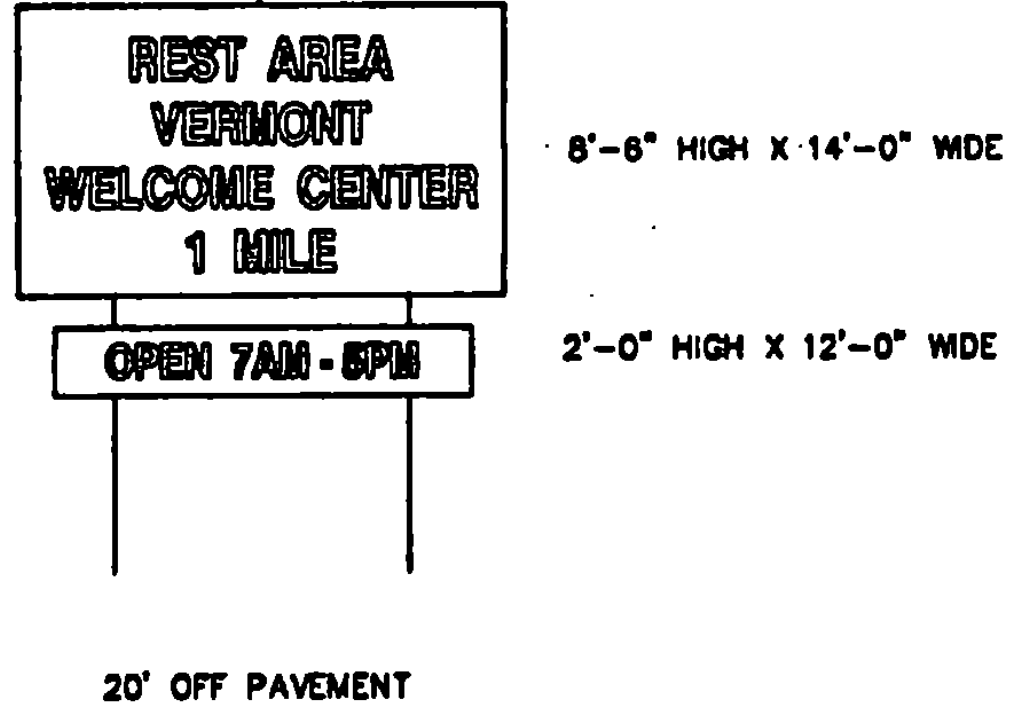 REST AREA
VERMONT
WELCOME CENTER
1 MILE
8'-6" HIGH X 14'-0" WIDE
OPEN 7AM - 5PM
2'-0" HIGH X 12'-0" WIDE
20' OFF PAVEMENT